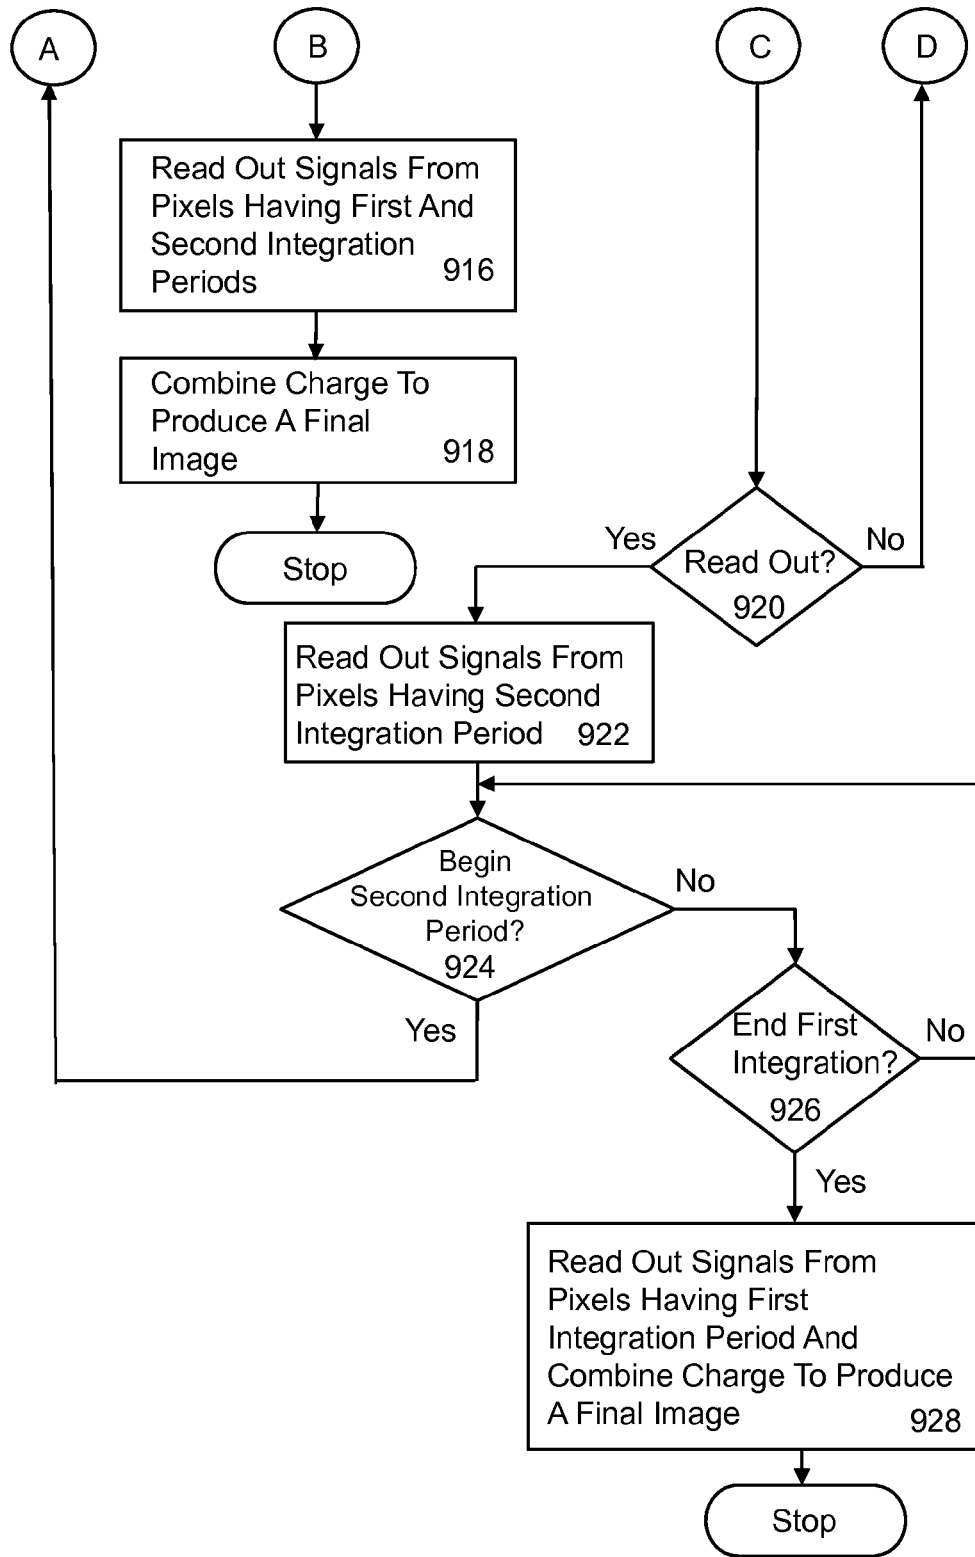 A
B
C
D
Read Out Signals From
Pixels Having First And
Second Integration
Periods
916
Combine Charge To
Produce A Final
Image
918
Stop
Yes
No
Read Out?
920
Read Out Signals From
Pixels Having Second
Integration Period 922
Begin
Second Integration
Period?
924
No
Yes
End First
Integration?
926
No
Yes
Read Out Signals From
Pixels Having First
Integration Period And
Combine Charge To Produce
A Final Image
928
Stop